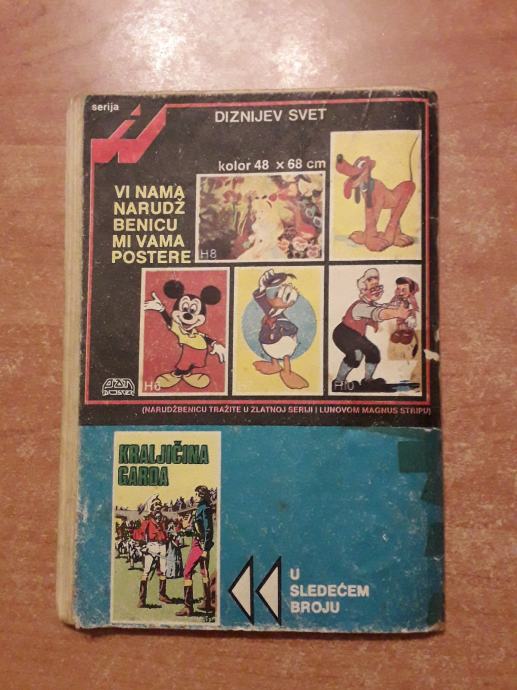 serija
DIZNIJEV SVET
kolor 48 x 68 cm
VI NAMA
NARUDŽ
BENICU
MI VAMA
POSTERE
H8
H6
H10
(NARUDŽBENICU TRAŽITE U ZLATNOJ SERIJI I LUNOVOM MAGNUS STRIPU)
KRALJIČINA
GARDA
U
SLEDEĆEM
BROJU